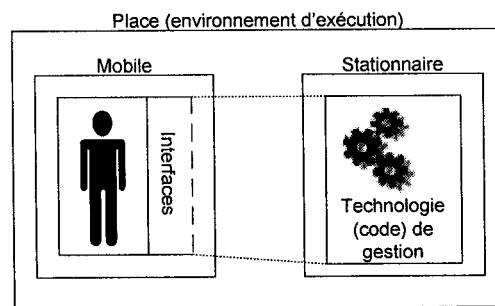 Place (environnement d'exécution)
Mobile
Stationnaire
Interfaces
Technologie
(code) de
gestion